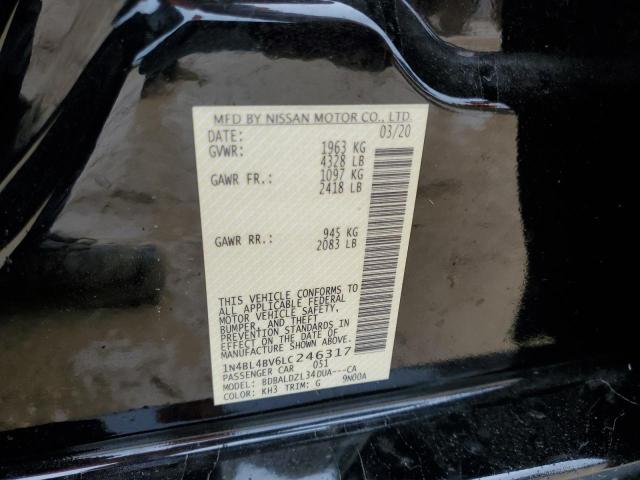 MFD BY NISSAN MOTOR CO., LTD.
DATE: 03/20
GVWR: 1963 KG
4328 LB
GAWR FR.: 1097 KG
2418 LB
GAWR RR.: 945 KG
2083 LB
THIS VEHICLE CONFORMS TO
ALL APPLICABLE FEDERAL
MOTOR VEHICLE SAFETY,
BUMPER, AND THEFT
PREVENTION STANDARDS IN
EFFECT ON THE DATE OF
MANUFACTURE SHOWN ABOVE.
1N4BL4BV6LC246317
PASSENGER CAR 051
MODEL: BDBALDZL34DUA---CA
COLOR: KH3 TRIM: G 9N00A